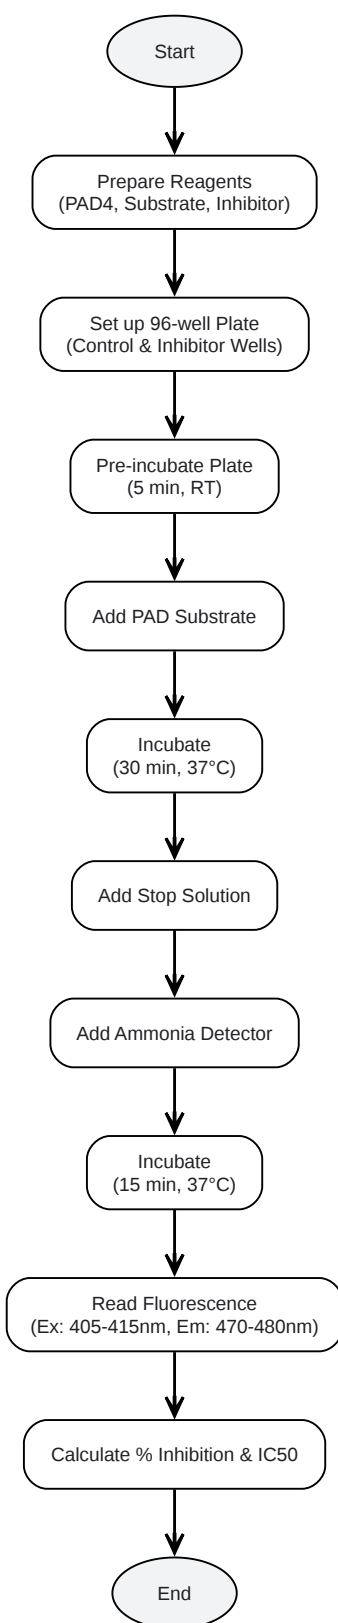 Start
Prepare Reagents
(PAD4, Substrate, Inhibitor)
Set up 96-well Plate
(Control & Inhibitor Wells)
Pre-incubate Plate
(5 min, RT)
Add PAD Substrate
Incubate
(30 min, 37°C)
Add Stop Solution
Add Ammonia Detector
Incubate
(15 min, 37°C)
Read Fluorescence
(Ex: 405-415nm, Em: 470-480nm)
Calculate % Inhibition & IC50
End